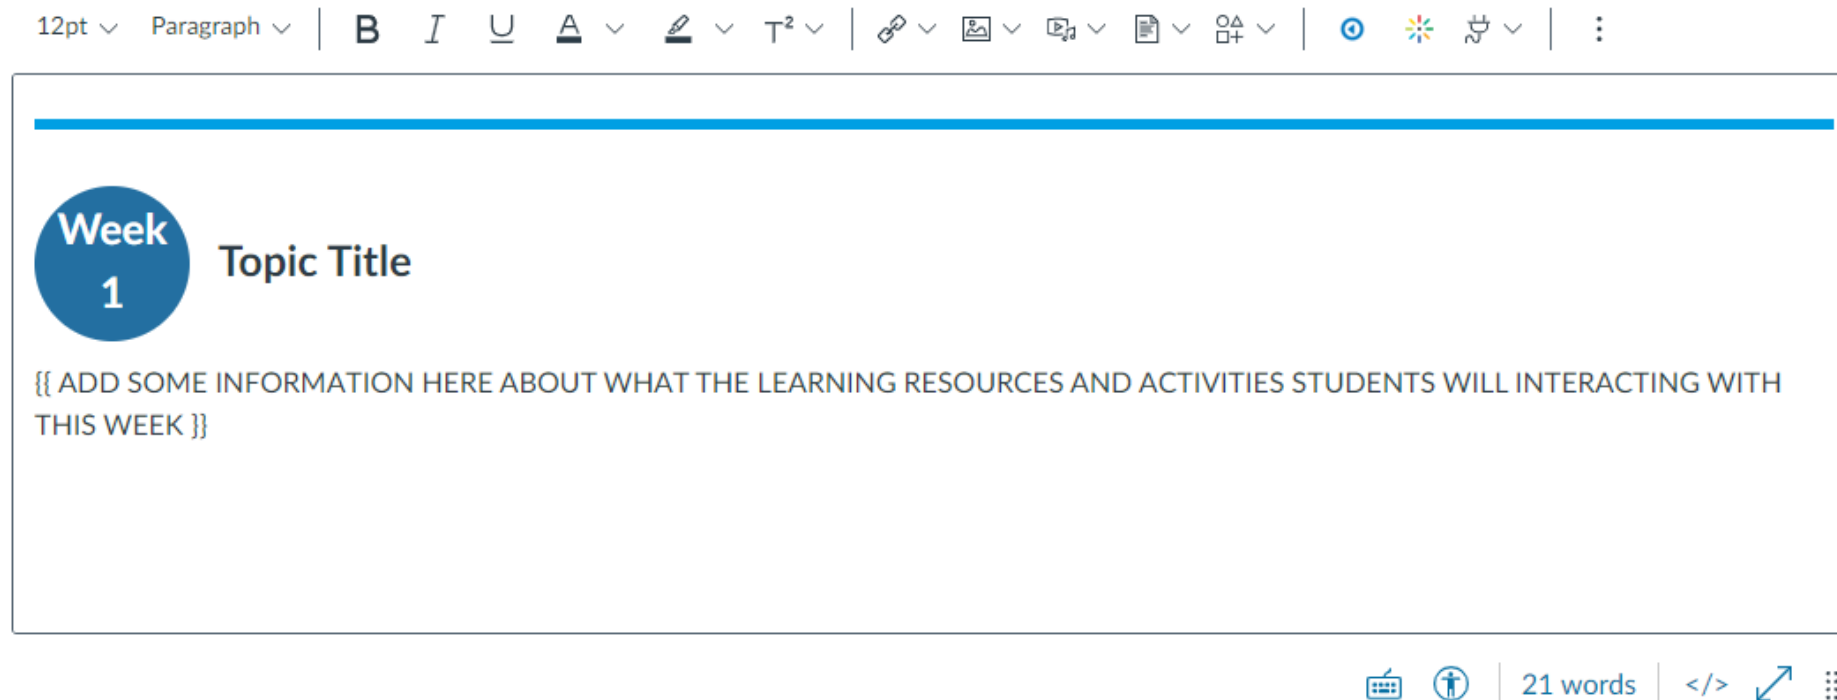 12pt Paragraph B I U A T²
Week
1
Topic Title
{{ ADD SOME INFORMATION HERE ABOUT WHAT THE LEARNING RESOURCES AND ACTIVITIES STUDENTS WILL INTERACTING WITH
THIS WEEK }}
21 words </>